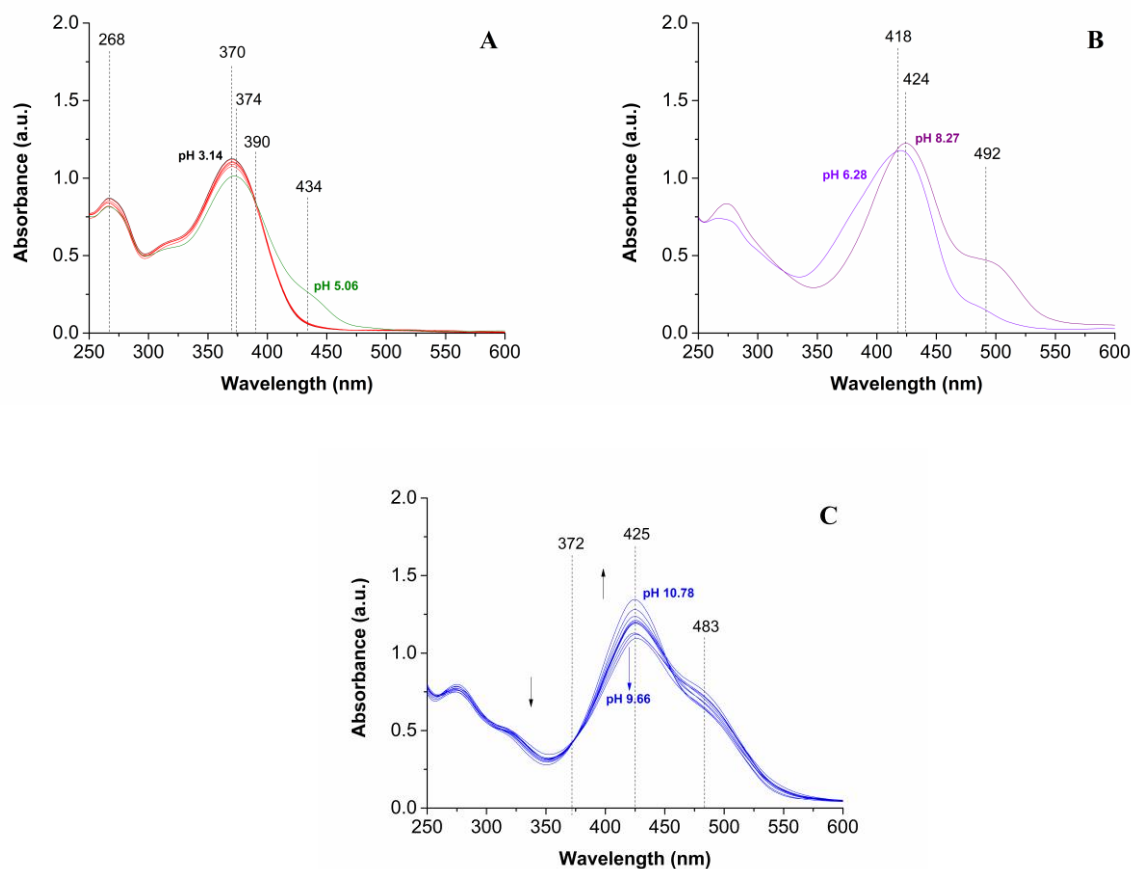 A
2.0
1.5
1.0
0.5
0.0
268
370
374
390
434
pH 3.14
pH 5.06
250 300 350 400 450 500 550 600
Absorbance (a.u.)
Wavelength (nm)
B
2.0
1.5
1.0
0.5
0.0
418
424
492
pH 6.28
pH 8.27
250 300 350 400 450 500 550 600
Absorbance (a.u.)
Wavelength (nm)
C
2.0
1.5
1.0
0.5
0.0
372
425
483
pH 10.78
pH 9.66
250 300 350 400 450 500 550 600
Absorbance (a.u.)
Wavelength (nm)